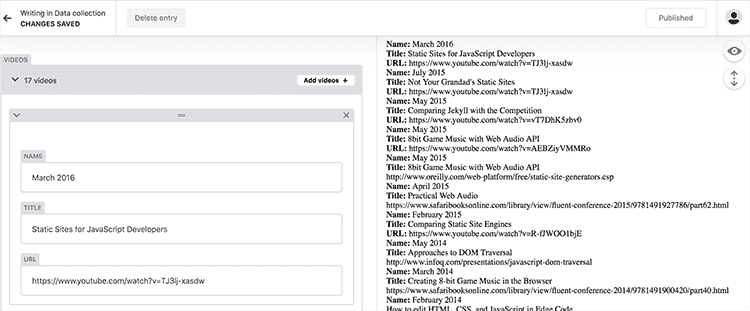 Writing in Data collection
CHANGES SAVED
Delete entry
Published
VIDEOS
17 videos
Add videos +
NAME
March 2016
TITLE
Static Sites for JavaScript Developers
URL
https://www.youtube.com/watch?v=TJ3lj-xasdw
Name: March 2016
Title: Static Sites for JavaScript Developers
URL: https://www.youtube.com/watch?v=TJ3lj-xasdw
Name: July 2015
Title: Not Your Grandad's Static Sites
URL: https://www.youtube.com/watch?v=TJ3lj-xasdw
Name: May 2015
Title: Comparing Jekyll with the Competition
URL: https://www.youtube.com/watch?v=vT7DhK5zbv0
Name: May 2015
Title: 8bit Game Music with Web Audio API
URL: https://www.youtube.com/watch?v=AEBZiyVMMRo
Name: May 2015
Title: 8bit Game Music with Web Audio API
http://www.oreilly.com/web-platform/free/static-site-generators.csp
Name: April 2015
Title: Practical Web Audio
https://www.safaribooksonline.com/library/view/fluent-conference-2015/9781491927786/part62.html
Name: February 2015
Title: Comparing Static Site Engines
URL: https://www.youtube.com/watch?v=R-fJWOO1bjE
Name: May 2014
Title: Approaches to DOM Traversal
http://www.infoq.com/presentations/javascript-dom-traversal
Name: March 2014
Title: Creating 8-bit Game Music in the Browser
https://www.safaribooksonline.com/library/view/fluent-conference-2014/9781491900420/part40.html
Name: February 2014
How to edit HTML, CSS, and JavaScript in Edge Code